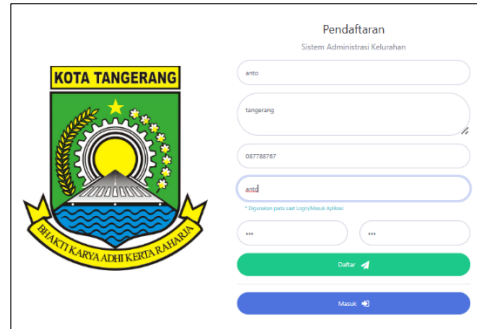 Pendaftaran
Sistem Administrasi Kelurahan
KOTA TANGERANG
BHAKTI KARYA ADHI KERTA RAHARJA
anto
tangerang
087788787
anto
* Digunakan pada saat Login/Masuk Aplikasi
••• •••
Daftar
Masuk